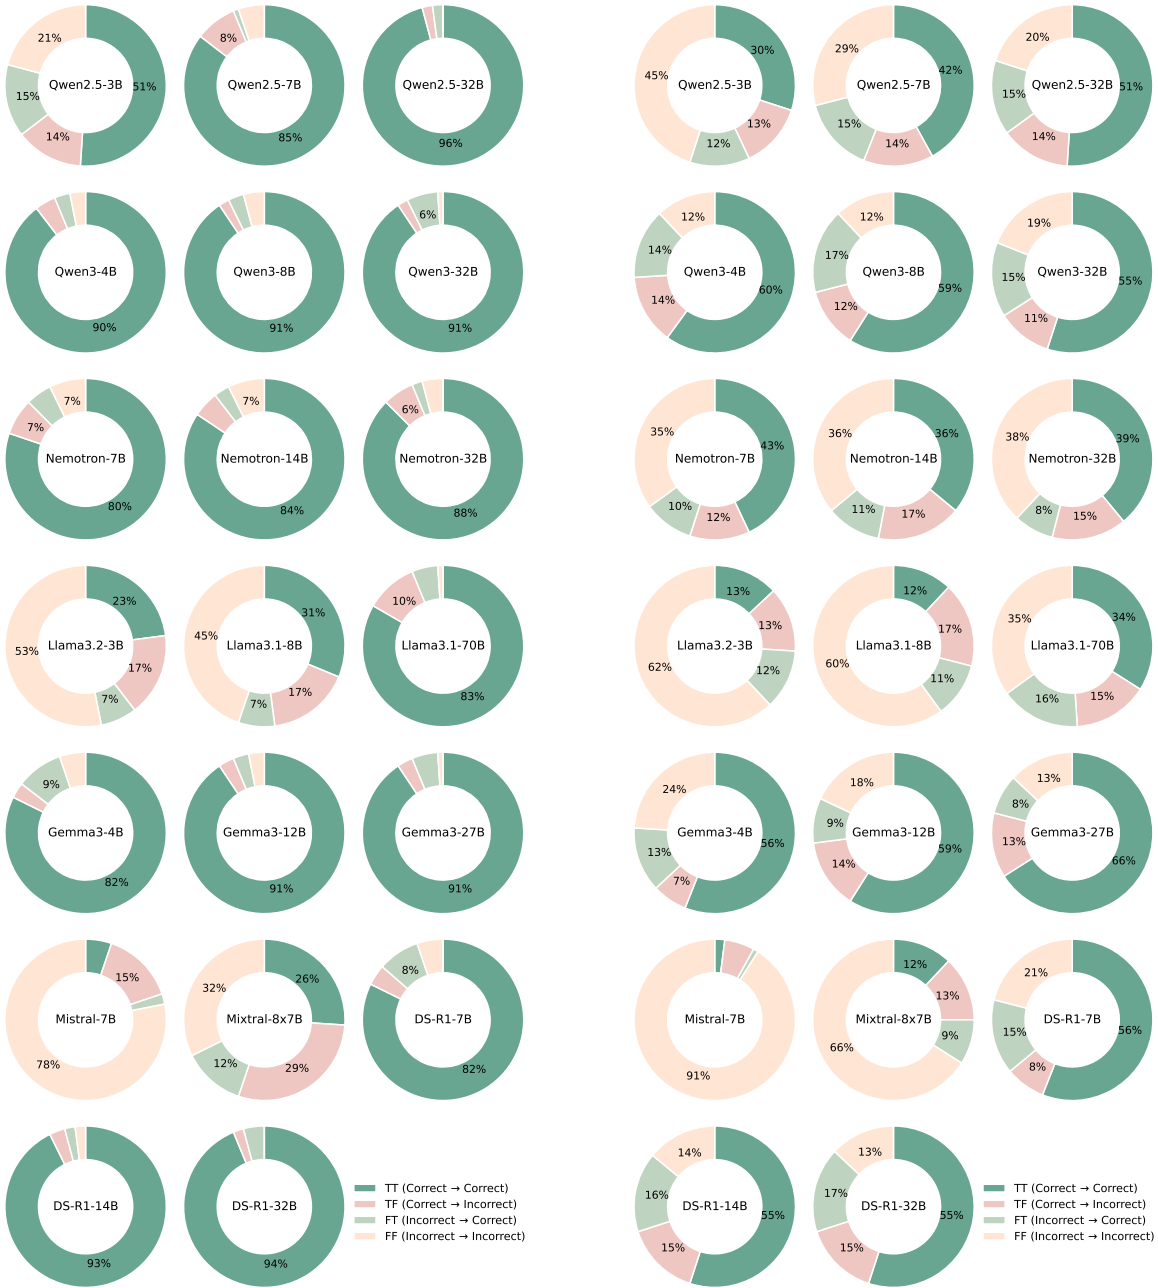 21%
51%
15%
14%
Qwen2.5-3B
8%
85%
Qwen2.5-7B
96%
Qwen2.5-32B
90%
Qwen3-4B
91%
Qwen3-8B
6%
91%
Qwen3-32B
7%
7%
80%
Nemotron-7B
7%
84%
Nemotron-14B
6%
88%
Nemotron-32B
23%
53%
17%
7%
Llama3.2-3B
31%
45%
17%
7%
Llama3.1-8B
10%
83%
Llama3.1-70B
9%
82%
Gemma3-4B
91%
Gemma3-12B
91%
Gemma3-27B
15%
78%
Mistral-7B
26%
32%
12%
29%
Mixtral-8x7B
8%
82%
DS-R1-7B
93%
DS-R1-14B
94%
DS-R1-32B
TT (Correct → Correct)
TF (Correct → Incorrect)
FT (Incorrect → Correct)
FF (Incorrect → Incorrect)
30%
45%
13%
12%
Qwen2.5-3B
29%
42%
15%
14%
Qwen2.5-7B
20%
51%
15%
14%
Qwen2.5-32B
12%
14%
60%
14%
Qwen3-4B
12%
17%
59%
12%
Qwen3-8B
19%
15%
55%
11%
Qwen3-32B
35%
43%
10%
12%
Nemotron-7B
36%
36%
11%
17%
Nemotron-14B
38%
39%
8%
15%
Nemotron-32B
13%
13%
62%
12%
Llama3.2-3B
12%
17%
60%
11%
Llama3.1-8B
35%
34%
16%
15%
Llama3.1-70B
24%
56%
13%
7%
Gemma3-4B
18%
9%
59%
14%
Gemma3-12B
13%
8%
13%
66%
Gemma3-27B
91%
Mistral-7B
12%
13%
66%
9%
Mixtral-8x7B
21%
15%
56%
8%
DS-R1-7B
14%
16%
55%
15%
DS-R1-14B
13%
17%
55%
15%
DS-R1-32B
TT (Correct → Correct)
TF (Correct → Incorrect)
FT (Incorrect → Correct)
FF (Incorrect → Incorrect)